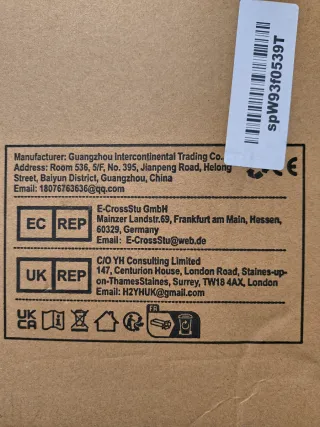 spW93f0539T
Manufacturer: Guangzhou Intercontinental Trading Co.
Address: Room 536, 5/F, No. 395, Jianpeng Road, Helong
Street, Baiyun District, Guangzhou, China
Email: 18076763636@qq.com
EC REP
E-CrossStu GmbH
Mainzer Landstr.69, Frankfurt am Main, Hessen,
60329, Germany
Email: E-CrossStu@web.de
UK REP
C/O YH Consulting Limited
147, Centurion House, London Road, Staines-up-
on-ThamesStaines, Surrey, TW18 4AX, London
Email: H2YHUK@gmail.com
UK
CA
FR